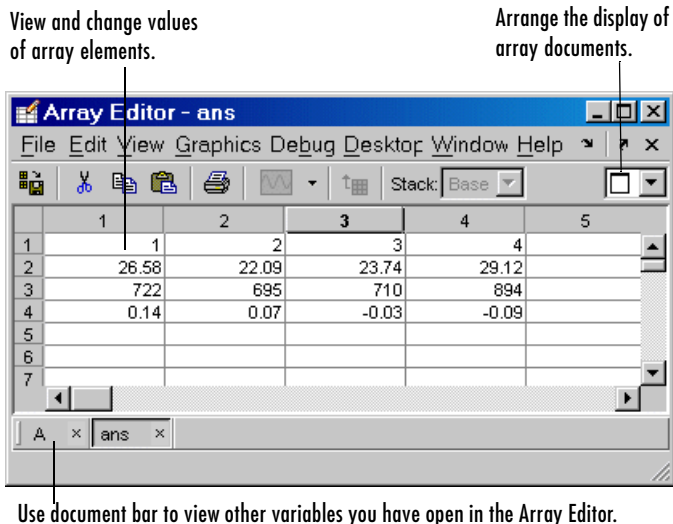 View and change values
of array elements.
Arrange the display of
array documents.
Array Editor - ans
File Edit View Graphics Debug Desktop Window Help
Stack: Base
1 2 3 4 5
1 1 2 3 4
2 26.58 22.09 23.74 29.12
3 722 695 710 894
4 0.14 0.07 -0.03 -0.09
5
6
7
A ans
Use document bar to view other variables you have open in the Array Editor.